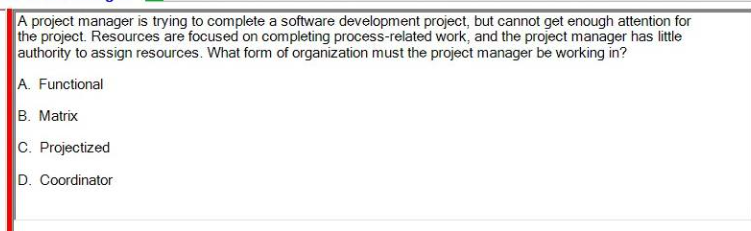 A project manager is trying to complete a software development project, but cannot get enough attention for
the project. Resources are focused on completing process-related work, and the project manager has little
authority to assign resources. What form of organization must the project manager be working in?
A. Functional
B. Matrix
C. Projectized
D. Coordinator